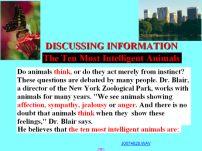 DISCUSSING INFORMATION
The Ten Most Intelligent Animals
Do animals think, or do they act merely from instinct?
These questions are debated by many people. Dr. Blair,
a director of the New York Zoological Park, works with
animals for many years. "We see animals showing
affection, sympathy, jealousy or anger. And there is no
doubt that animals think when they show these
feelings," Dr. Blair says.
He believes that the ten most intelligent animals are: